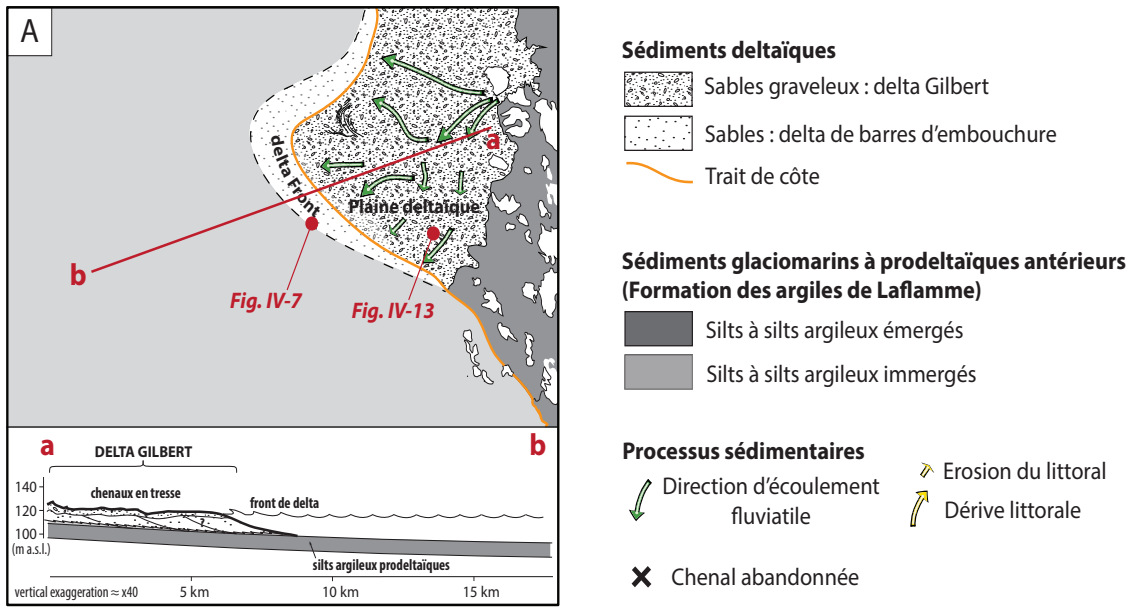 A
a
b
delta Front
Plaine deltaïque
Fig. IV-7
Fig. IV-13
a
b
DELTA GILBERT
chenaux en tresse
front de delta
?
140
120
100
(m a.s.l.)
silts argileux prodeltaïques
vertical exaggeration ≈ x40
5 km
10 km
15 km
Sédiments deltaïques
Sables graveleux : delta Gilbert
Sables : delta de barres d'embouchure
Trait de côte
Sédiments glaciomarins à prodeltaïques antérieurs
(Formation des argiles de Laflamme)
Silts à silts argileux émergés
Silts à silts argileux immergés
Processus sédimentaires
Direction d'écoulement
fluviatile
Erosion du littoral
Dérive littorale
Chenal abandonnée